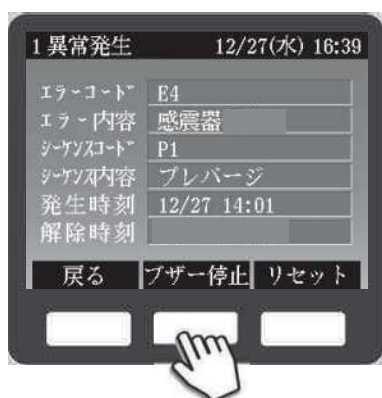 1 異常発生 12/27(水) 16:39
ｴﾗｰｺｰﾄﾞ E4
エラー内容 感震器
ｼｰｹﾝｽｺｰﾄﾞ P1
ｼｰｹﾝｽ内容 プレパージ
発生時刻 12/27 14:01
解除時刻
戻る ブザー停止 リセット